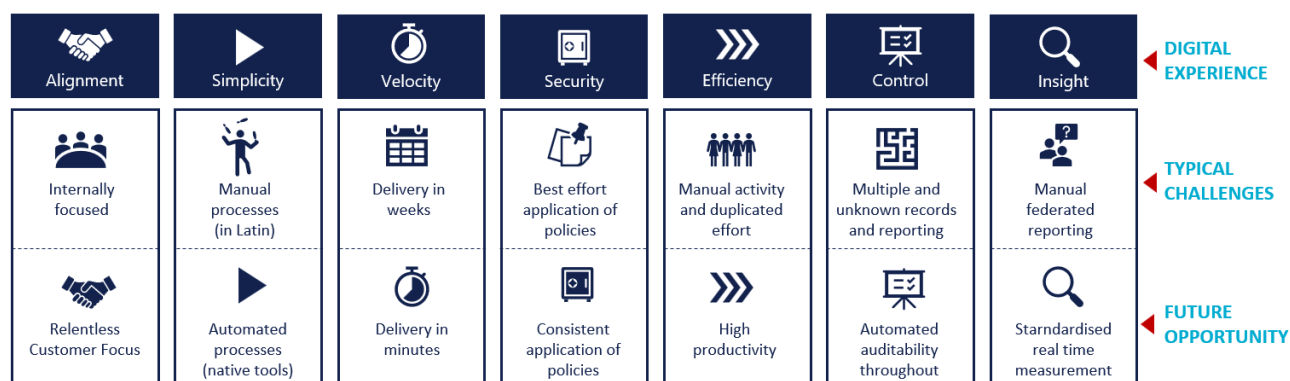 Alignment
Simplicity
Velocity
Security
Efficiency
Control
Insight
DIGITAL
EXPERIENCE
Internally
focused
Manual
processes
(in Latin)
Delivery in
weeks
Best effort
application of
policies
Manual activity
and duplicated
effort
Multiple and
unknown records
and reporting
?
Manual
federated
reporting
TYPICAL
CHALLENGES
Relentless
Customer Focus
Automated
processes
(native tools)
Delivery in
minutes
Consistent
application of
policies
High
productivity
Automated
auditability
throughout
Starndardised
real time
measurement
FUTURE
OPPORTUNITY